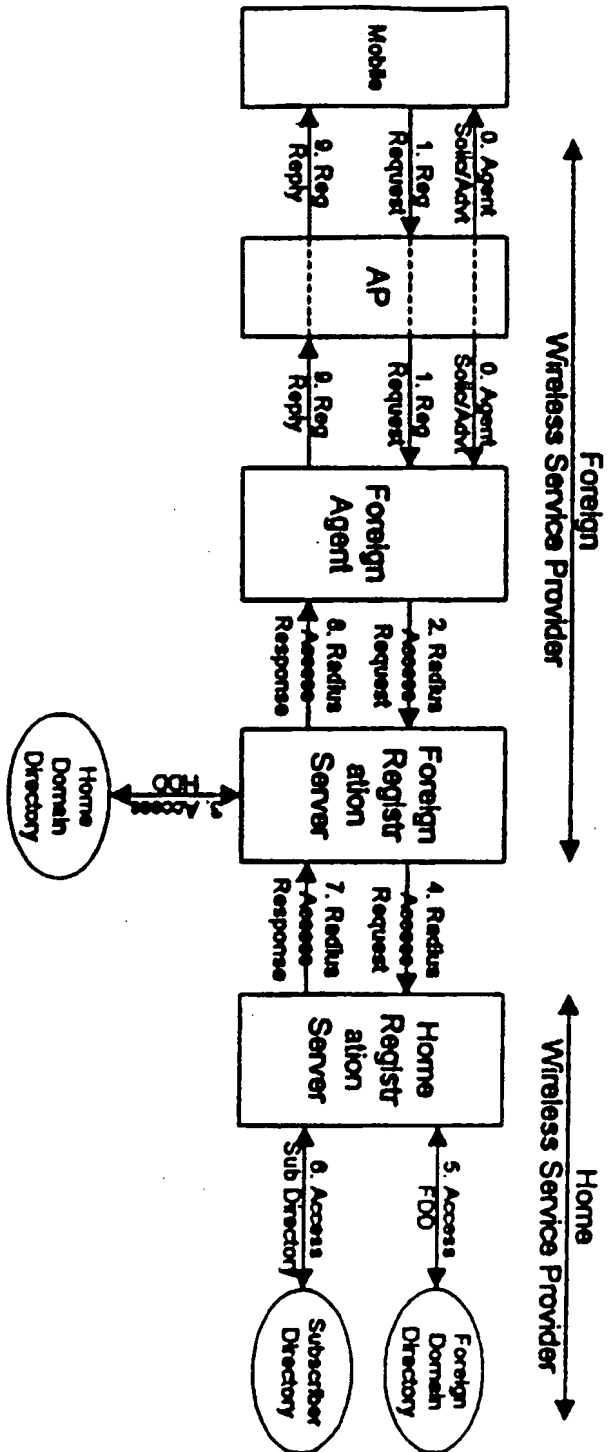 Foreign
Wireless Service Provider
Home
Wireless Service Provider
Mobile
0. Agent
Solic/Advt
1. Reg
Request
9. Reg
Reply
AP
0. Agent
Solic/Advt
1. Reg
Request
9. Reg
Reply
Foreign
Agent
2. Radius
Access
Request
8. Radius
Access
Response
Foreign
Registr
ation
Server
3.
Access
HDD
Home
Domain
Directory
4. Radius
Access
Request
7. Radius
Access
Response
Home
Registr
ation
Server
5. Access
FDD
6. Access
Sub Directory
Foreign
Domain
Directory
Subscriber
Directory